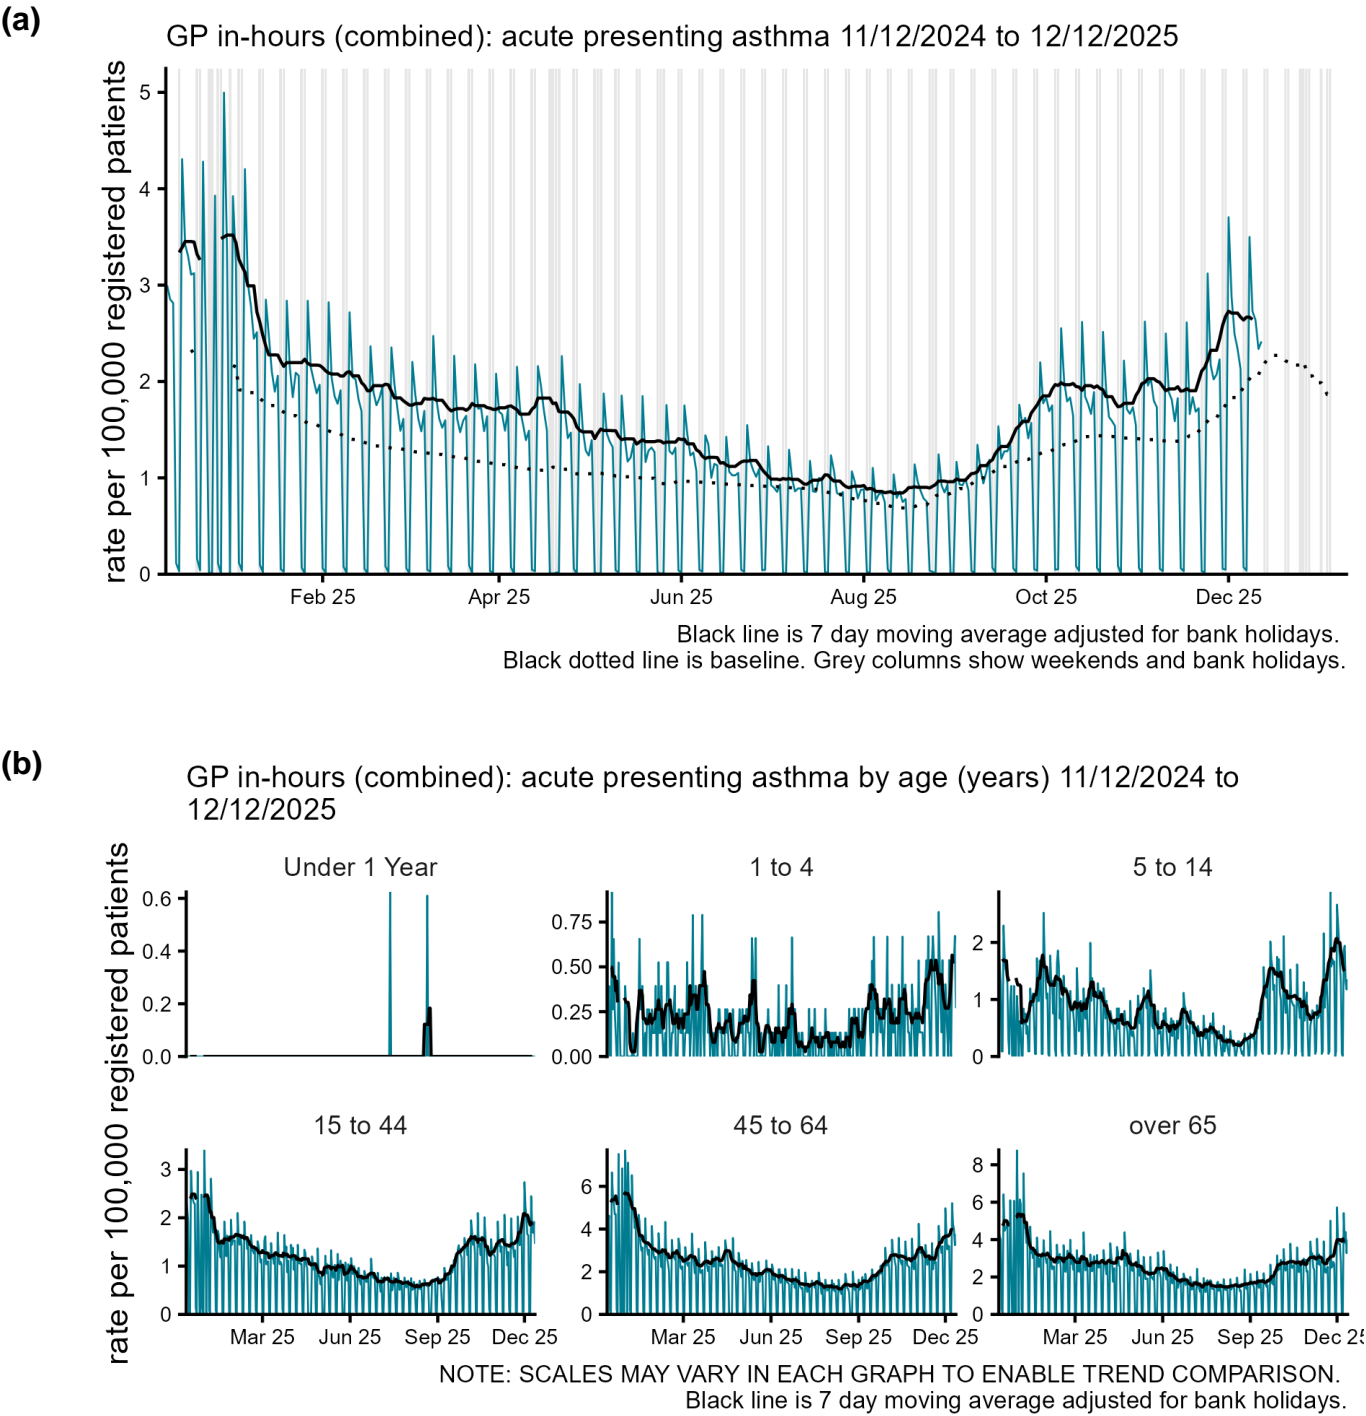 (a)
GP in-hours (combined): acute presenting asthma 11/12/2024 to 12/12/2025
rate per 100,000 registered patients
5
4
3
2
1
0
Feb 25
Apr 25
Jun 25
Aug 25
Oct 25
Dec 25
Black line is 7 day moving average adjusted for bank holidays.
Black dotted line is baseline. Grey columns show weekends and bank holidays.
(b)
GP in-hours (combined): acute presenting asthma by age (years) 11/12/2024 to
12/12/2025
rate per 100,000 registered patients
Under 1 Year
0.6
0.4
0.2
0.0
1 to 4
0.75
0.50
0.25
0.00
5 to 14
2
1
0
15 to 44
3
2
1
0
Mar 25
Jun 25
Sep 25
Dec 25
45 to 64
6
4
2
0
Mar 25
Jun 25
Sep 25
Dec 25
over 65
8
6
4
2
0
Mar 25
Jun 25
Sep 25
Dec 25
NOTE: SCALES MAY VARY IN EACH GRAPH TO ENABLE TREND COMPARISON.
Black line is 7 day moving average adjusted for bank holidays.